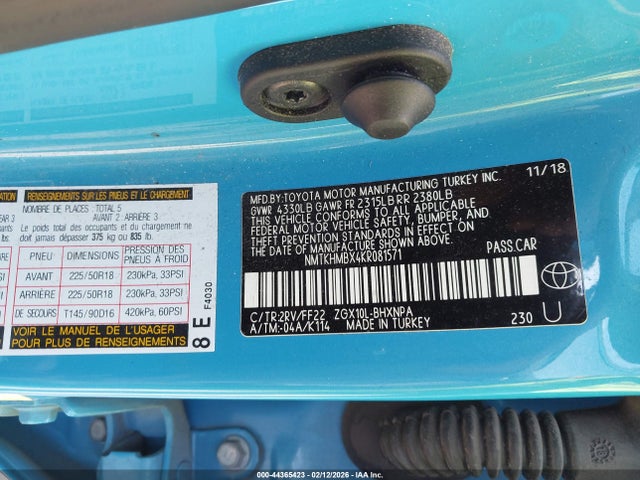 RENSEIGNEMENTS SUR LES PNEUS
NOMBRE DE PLACES: TOTAL 5
AVANT 2: ARRIÈRE 3
Le poids total des occupants et du chargement ne
doit jamais dépasser 375 kg ou 835 lb.
PNEU: DIMENSIONS PRESSION DES PNEUS À FROID
AVANT 225/50R18 230kPa, 33PSI
ARRIÈRE 225/50R18 230kPa, 33PSI
DE SECOURS T145/90D16 420kPa, 60PSI
VOIR LE MANUEL DE L'USAGER
POUR PLUS DE RENSEIGNEMENTS
8 E F4030
MFD.BY:TOYOTA MOTOR MANUFACTURING TURKEY INC. 11/18
GVWR 4330LB GAWR FR 2315LB RR 2380LB
THIS VEHICLE CONFORMS TO ALL APPLICABLE
FEDERAL MOTOR VEHICLE SAFETY, BUMPER, AND
THEFT PREVENTION STANDARDS IN EFFECT ON THE
DATE OF MANUFACTURE SHOWN ABOVE.
NMTKHMBX4KR081571 PASS.CAR
C/TR:2RV/FF22 ZGX10L-BHXNPA
A/TM:-04A/K114 MADE IN TURKEY 230 U
000-44365423 - 02/12/2026 - IAAI.COM